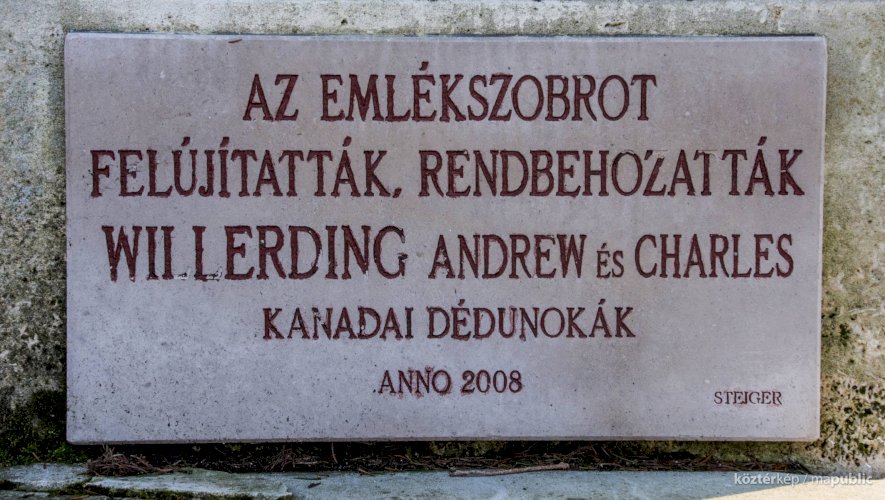 AZ EMLÉKSZOBROT
FELÚJÍTATTÁK, RENDBEHOZATTÁK
WILLERDING ANDREW ÉS CHARLES
KANADAI DÉDUNOKÁK
ANNO 2008
STEIGER
köztérkép / mapublic